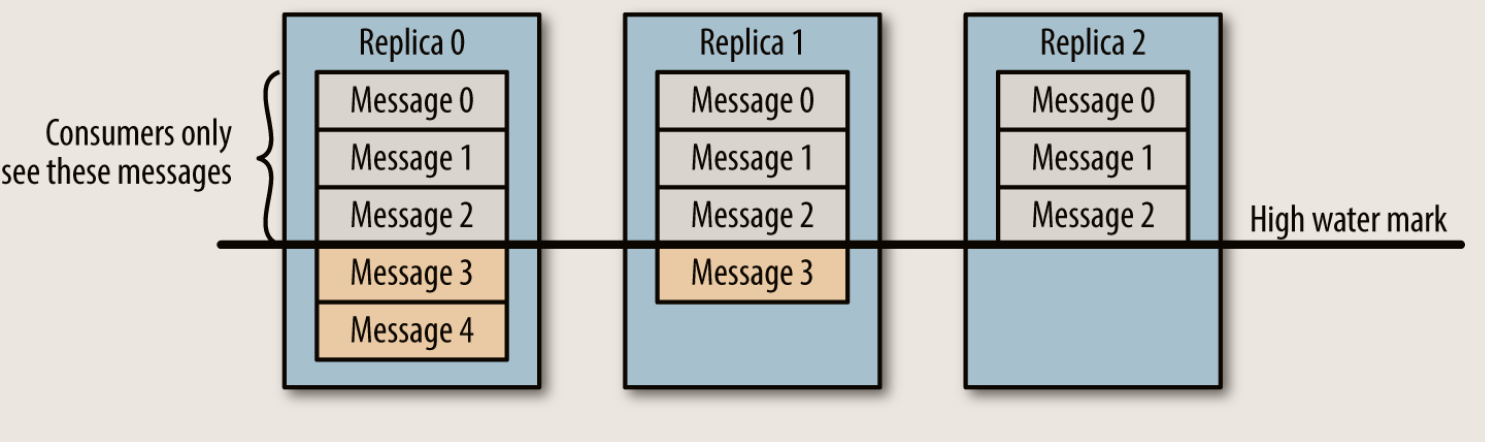 Consumers only
see these messages
Replica 0
Message 0
Message 1
Message 2
Message 3
Message 4
Replica 1
Message 0
Message 1
Message 2
Message 3
Replica 2
Message 0
Message 1
Message 2
High water mark